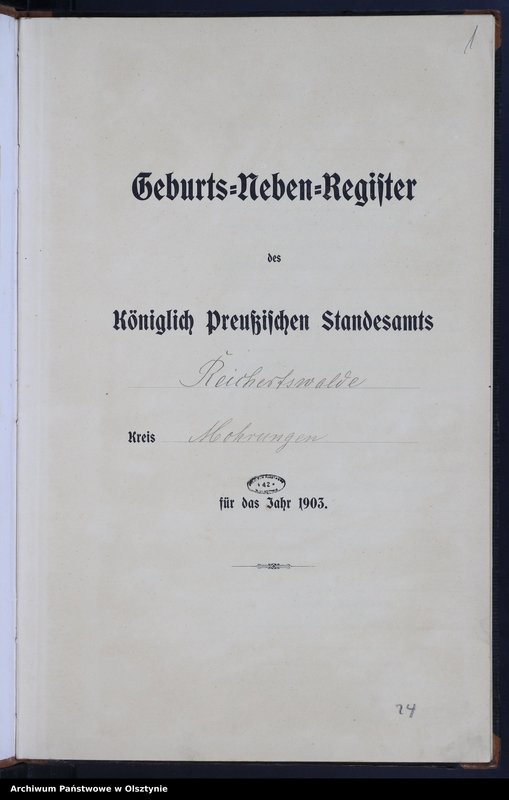 1
Geburts=Neben=Register
des
Königlich Preußischen Standesamts
Reichertswalde
Kreis Mohrungen
* 42 *
für das Jahr 1903.
24
Archiwum Państwowe w Olsztynie